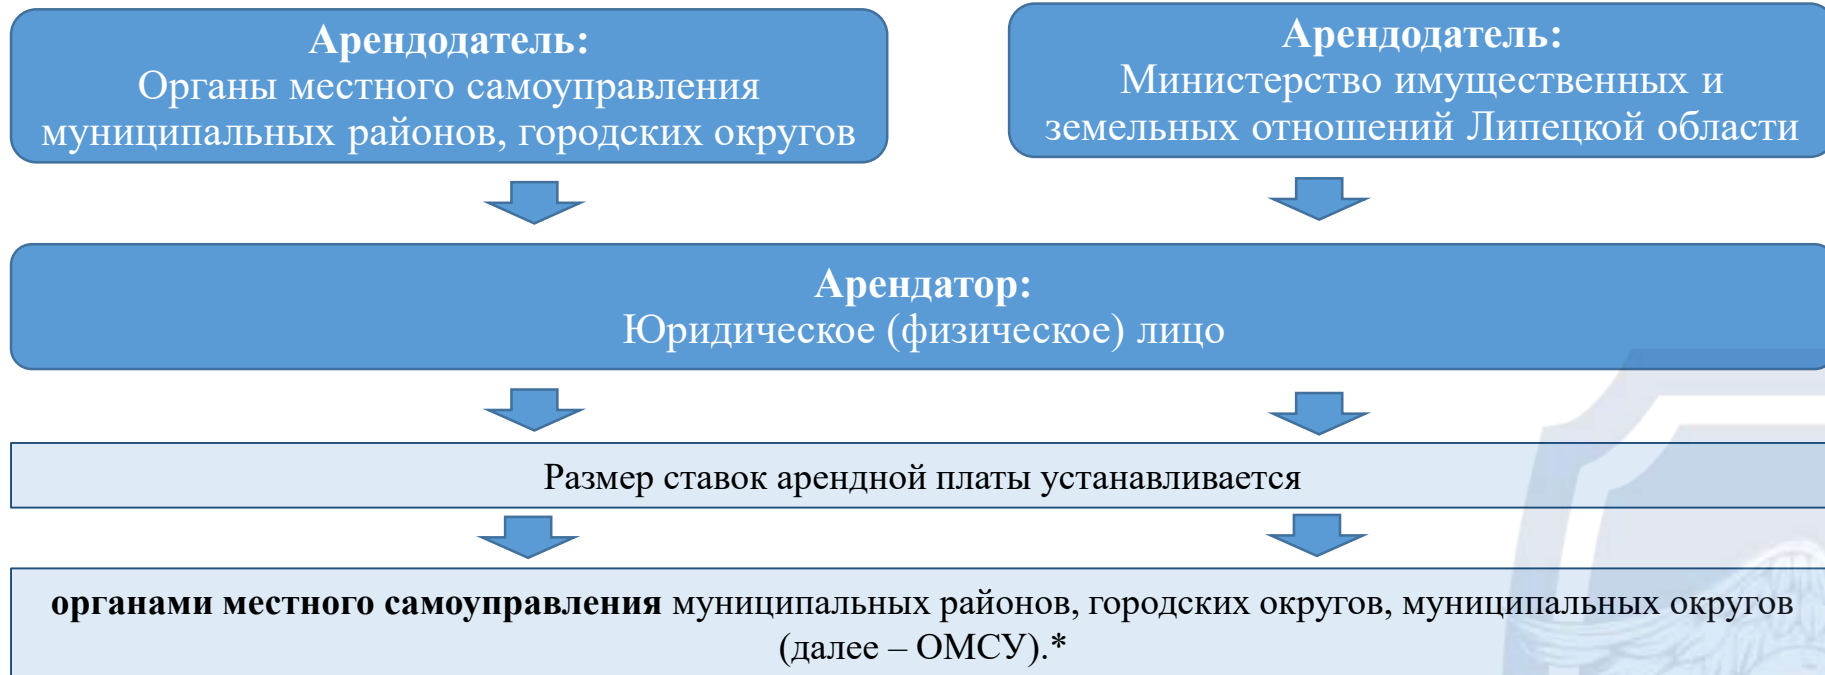 Арендодатель:
Органы местного самоуправления
муниципальных районов, городских округов
Арендодатель:
Министерство имущественных и
земельных отношений Липецкой области
Арендатор:
Юридическое (физическое) лицо
Размер ставок арендной платы устанавливается
органами местного самоуправления муниципальных районов, городских округов, муниципальных округов
(далее – ОМСУ).*